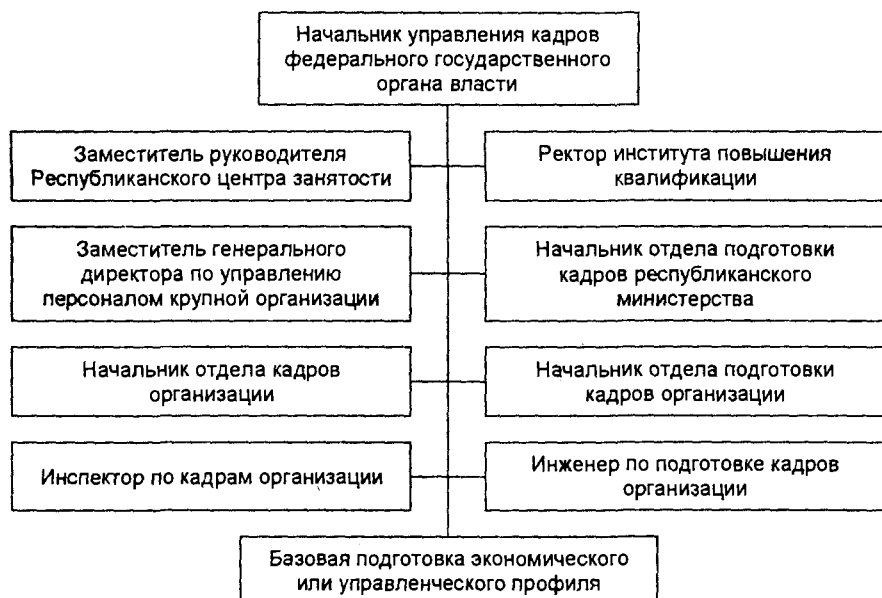 Начальник управления кадров
федерального государственного
органа власти
Заместитель руководителя
Республиканского центра занятости
Ректор института повышения
квалификации
Заместитель генерального
директора по управлению
персоналом крупной организации
Начальник отдела подготовки
кадров республиканского
министерства
Начальник отдела кадров
организации
Начальник отдела подготовки
кадров организации
Инспектор по кадрам организации
Инженер по подготовке кадров
организации
Базовая подготовка экономического
или управленческого профиля